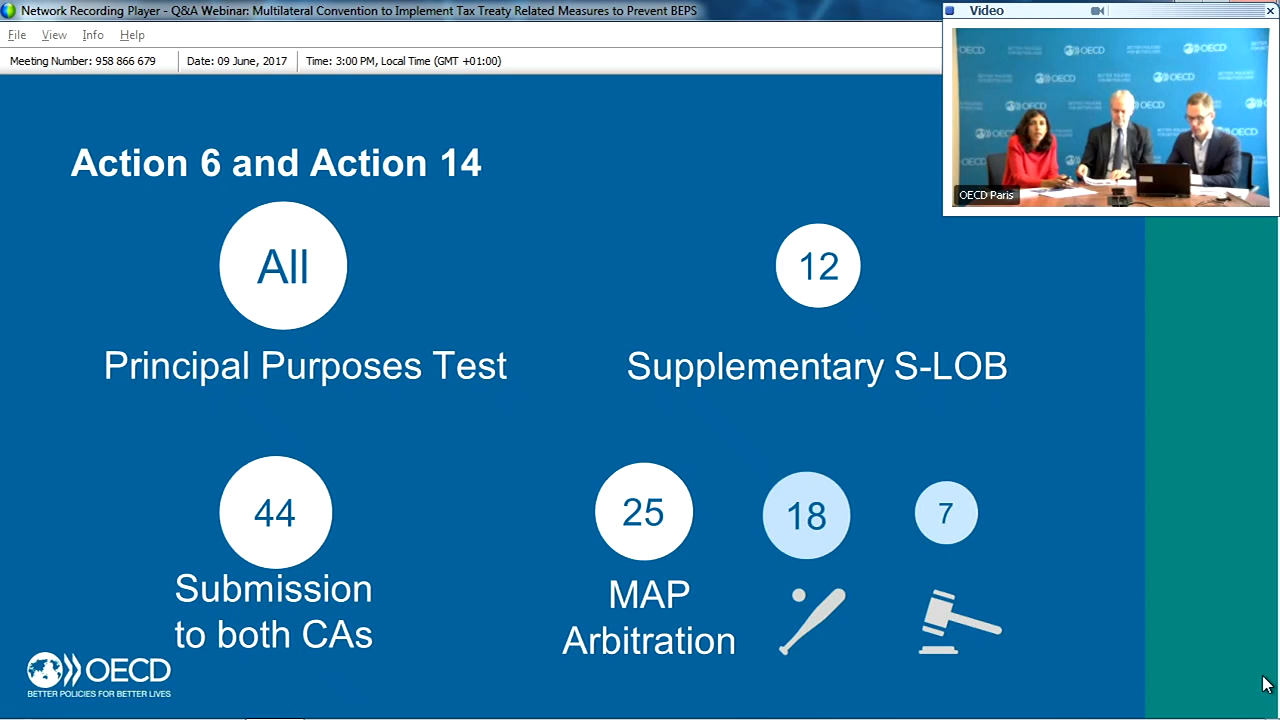 Network Recording Player - Q&A Webinar: Multilateral Convention to Implement Tax Treaty Related Measures to Prevent BEPS
File View Info Help
Meeting Number: 958 866 679 Date: 09 June, 2017 Time: 3:00 PM, Local Time (GMT +01:00)
Video
OECD
OECD Paris
Action 6 and Action 14
All
12
Principal Purposes Test
Supplementary S-LOB
44
25
18
7
Submission
to both CAs
MAP
Arbitration
OECD
BETTER POLICIES FOR BETTER LIVES